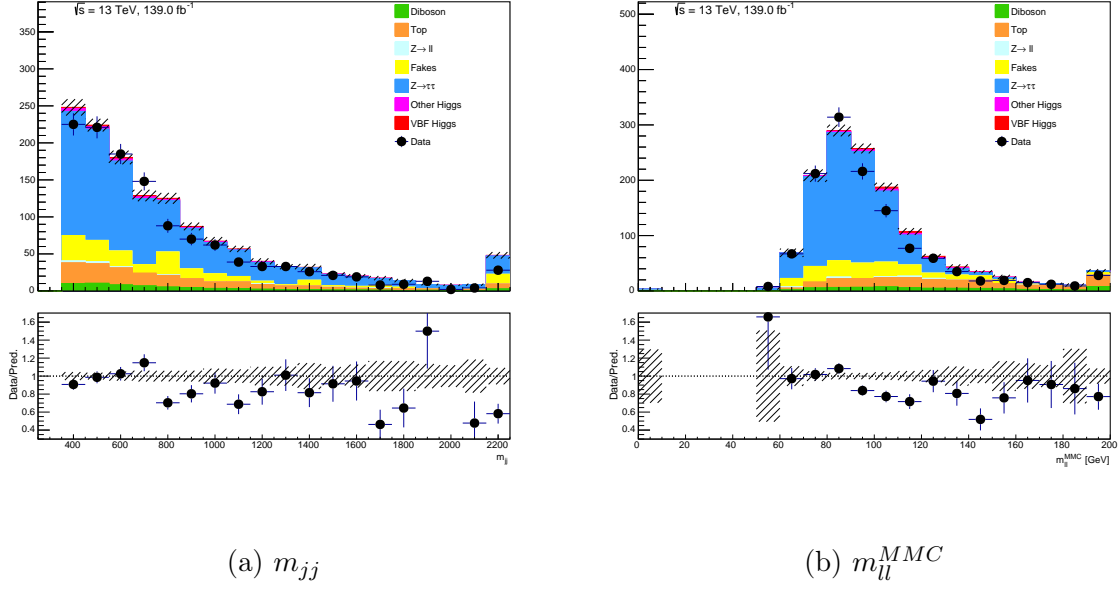 √s = 13 TeV, 139.0 fb⁻¹
Diboson
Top
Z→ ll
Fakes
Z→ττ
Other Higgs
VBF Higgs
Data
0
50
100
150
200
250
300
350
Data/Pred.
0.4
0.6
0.8
1
1.2
1.4
1.6
400 600 800 1000 1200 1400 1600 1800 2000 2200
m_jj
√s = 13 TeV, 139.0 fb⁻¹
Diboson
Top
Z→ ll
Fakes
Z→ττ
Other Higgs
VBF Higgs
Data
0
100
200
300
400
500
Data/Pred.
0.4
0.6
0.8
1
1.2
1.4
1.6
0 20 40 60 80 100 120 140 160 180 200
m_ll^MMC [GeV]
(a) m_jj
(b) m_ll^MMC